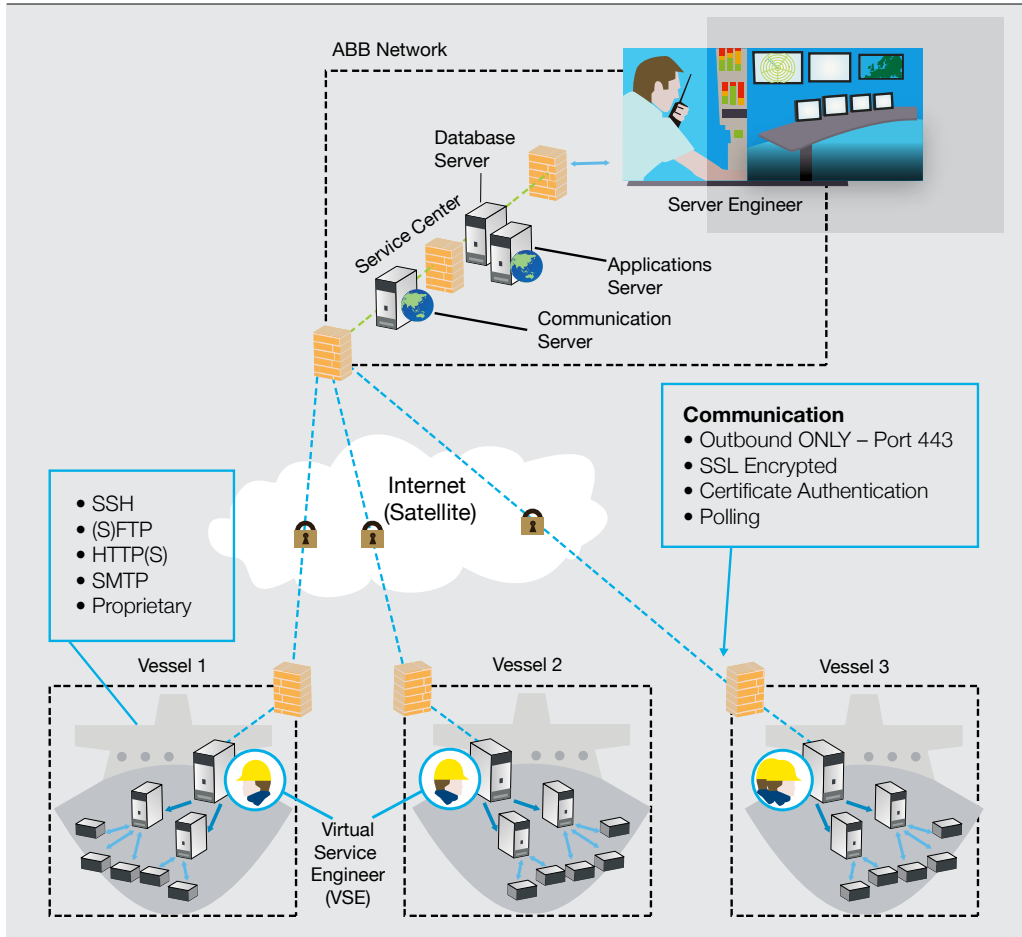 ABB Network
Database
Server
Service Center
Server Engineer
Applications
Server
Communication
Server
Communication
• Outbound ONLY – Port 443
• SSL Encrypted
• Certificate Authentication
• Polling
Internet
(Satellite)
• SSH
• (S)FTP
• HTTP(S)
• SMTP
• Proprietary
Vessel 1
Vessel 2
Vessel 3
Virtual
Service
Engineer
(VSE)